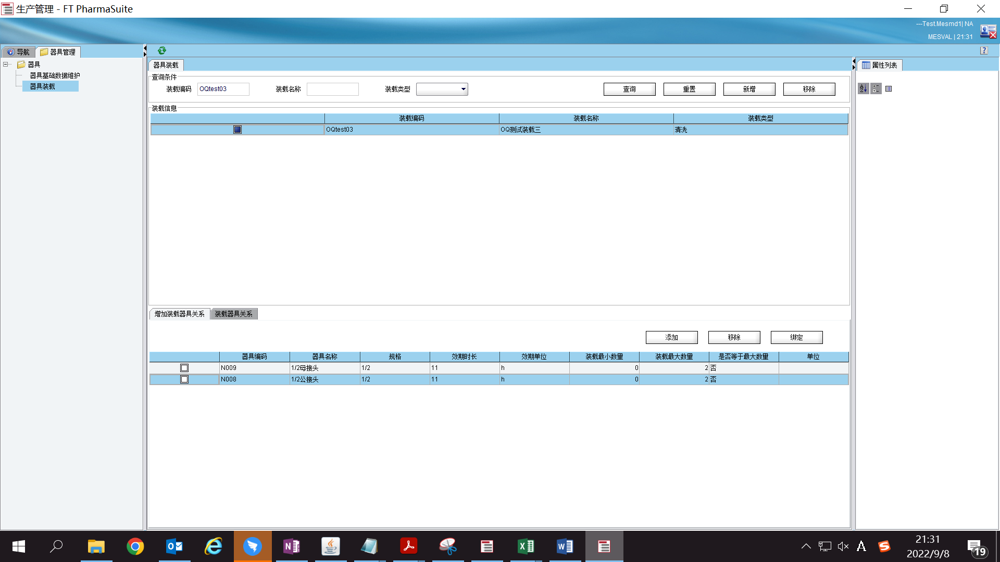 生产管理 - FT PharmaSuite
---Test.Mesmd1| NA
MESVAL | 21:31
导航
器具管理
器具
器具基础数据维护
器具装载
器具装载
属性列表
查询条件
装载编码 OQtest03 装载名称 装载类型 查询 重置 新增 移除
装载信息
装载编码 装载名称 装载类型
OQtest03 OQ测试装载三 清洗
增加装载器具关系 装载器具关系
添加 移除 绑定
器具编码 器具名称 规格 效期时长 效期单位 装载最小数量 装载最大数量 是否等于最大数量 单位
N009 1/2母接头 1/2 11 h 0 2 否
N008 1/2公接头 1/2 11 h 0 2 否
21:31
2022/9/8
19